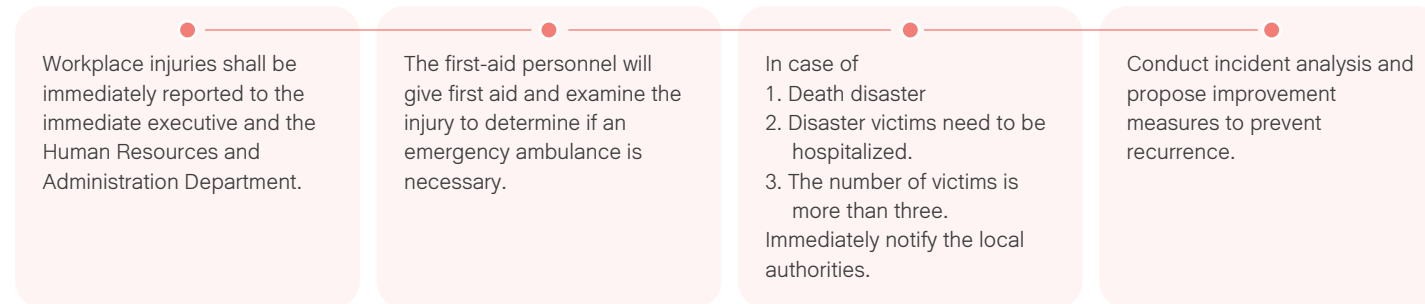 Workplace injuries shall be
immediately reported to the
immediate executive and the
Human Resources and
Administration Department.
The first-aid personnel will
give first aid and examine the
injury to determine if an
emergency ambulance is
necessary.
In case of
1. Death disaster
2. Disaster victims need to be
hospitalized.
3. The number of victims is
more than three.
Immediately notify the local
authorities.
Conduct incident analysis and
propose improvement
measures to prevent
recurrence.